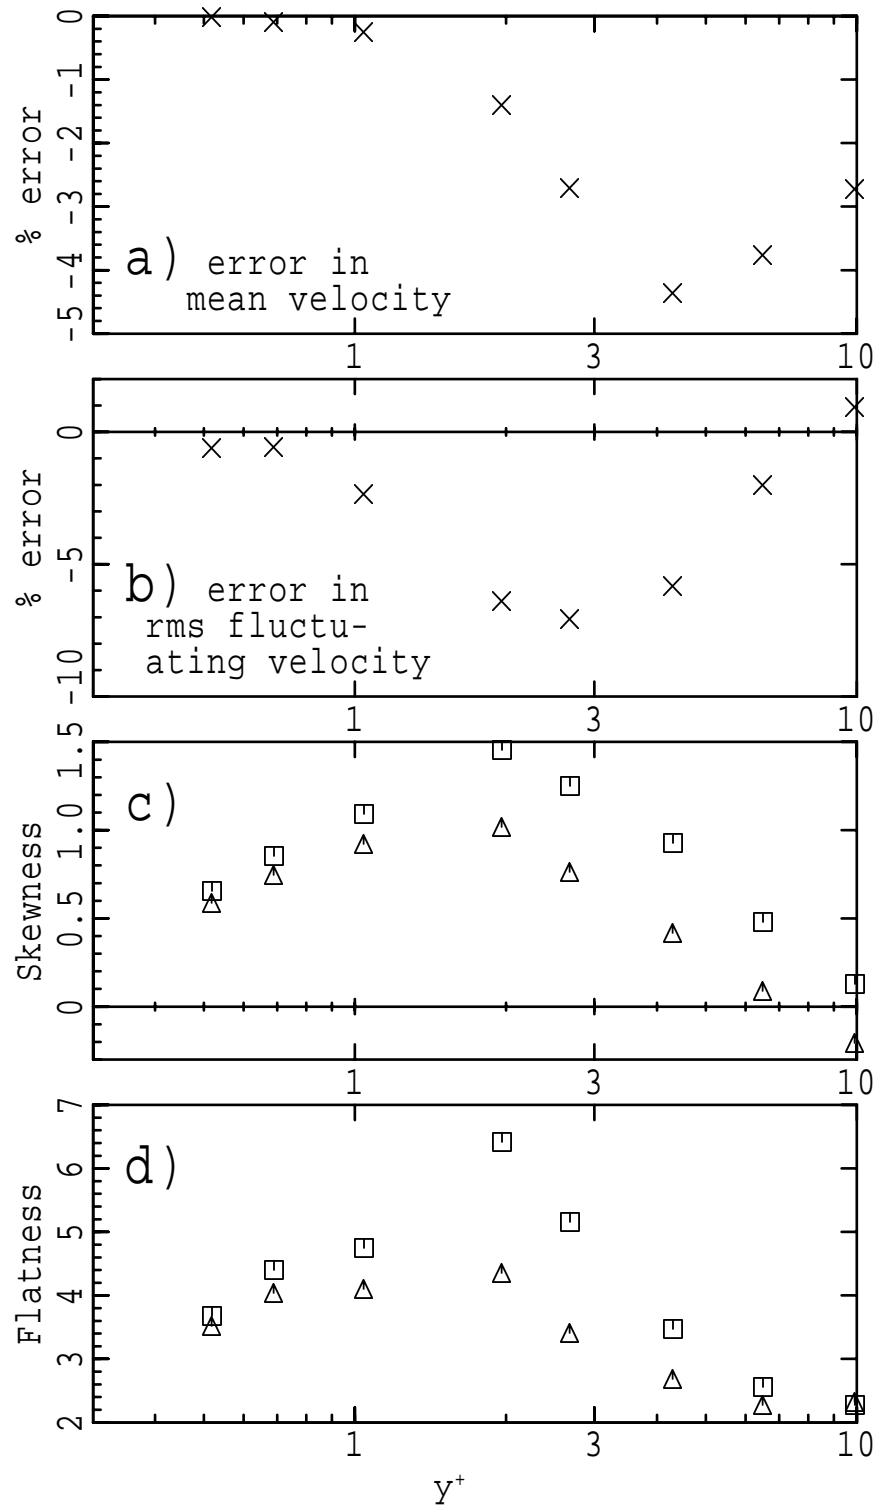 0
-1
-2
-3
-4
-5
% error
a) error in
mean velocity
1
3
10
0
-5
-10
% error
b) error in
rms fluctu-
ating velocity
1
3
10
1.5
1.0
0.5
0
Skewness
c)
1
3
10
7
6
5
4
3
2
Flatness
d)
1
3
10
y+